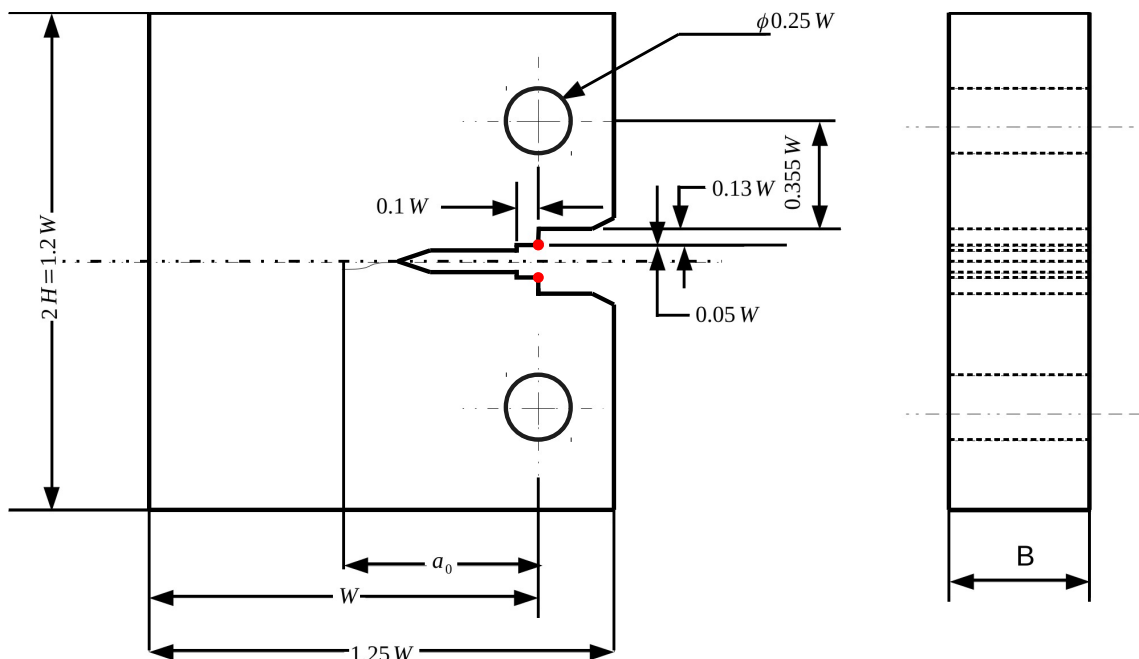 ϕ0.25 W
0.355 W
0.13 W
0.1 W
2 H = 1.2 W
0.05 W
a₀
B
W
1.25 W